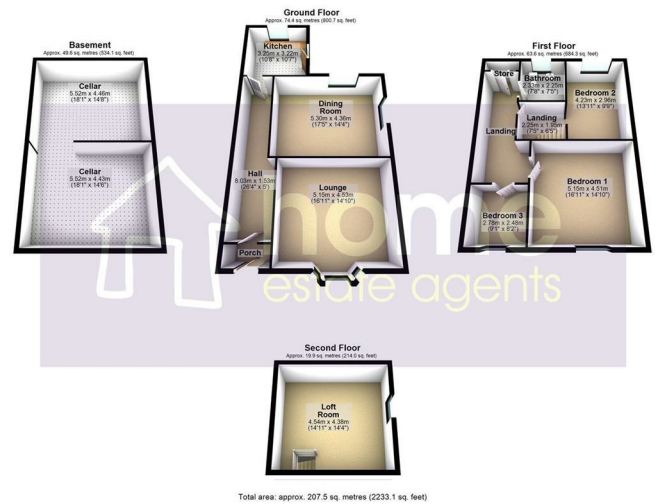 Ground Floor
Approx. 74.4 sq. metres (800.7 sq. feet)
Basement
Approx. 49.6 sq. metres (534.1 sq. feet)
First Floor
Approx. 63.6 sq. metres (684.3 sq. feet)
Kitchen
3.25m x 3.22m
(10'8" x 10'7")
Cellar
5.52m x 4.46m
(18'1" x 14'8")
Cellar
5.52m x 4.43m
(18'1" x 14'6")
Dining
Room
5.30m x 4.36m
(17'5" x 14'4")
Hall
8.03m x 1.53m
(26'4" x 5')
Lounge
5.15m x 4.53m
(16'11" x 14'10")
Porch
Store
Bathroom
2.33m x 2.25m
(7'8" x 7'5")
Bedroom 2
4.23m x 2.96m
(13'11" x 9'9")
Landing
2.25m x 1.95m
(7'5" x 6'5")
Landing
Bedroom 1
5.15m x 4.51m
(16'11" x 14'10")
Bedroom 3
2.78m x 2.48m
(9'1" x 8'2")
home
estate agents
Second Floor
Approx. 19.9 sq. metres (214.0 sq. feet)
Loft
Room
4.54m x 4.38m
(14'11" x 14'4")
Total area: approx. 207.5 sq. metres (2233.1 sq. feet)